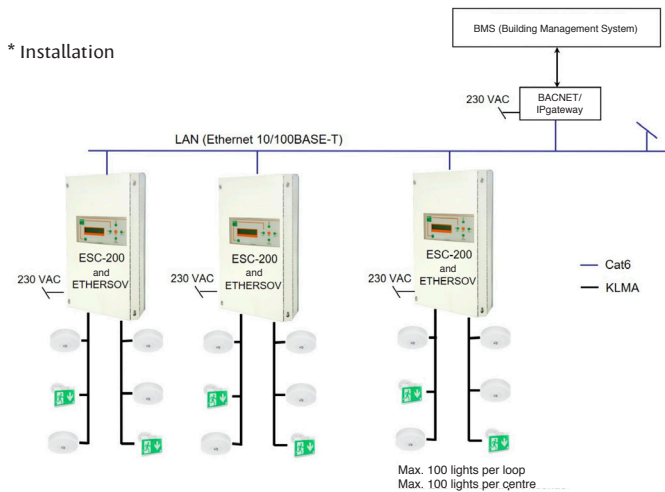 BMS (Building Management System)
* Installation
230 VAC
BACNET/
IPgateway
LAN (Ethernet 10/100BASE-T)
ESC-200
and
ETHERSOV
230 VAC
ESC-200
and
ETHERSOV
230 VAC
ESC-200
and
ETHERSOV
230 VAC
Cat6
KLMA
Max. 100 lights per loop
Max. 100 lights per centre